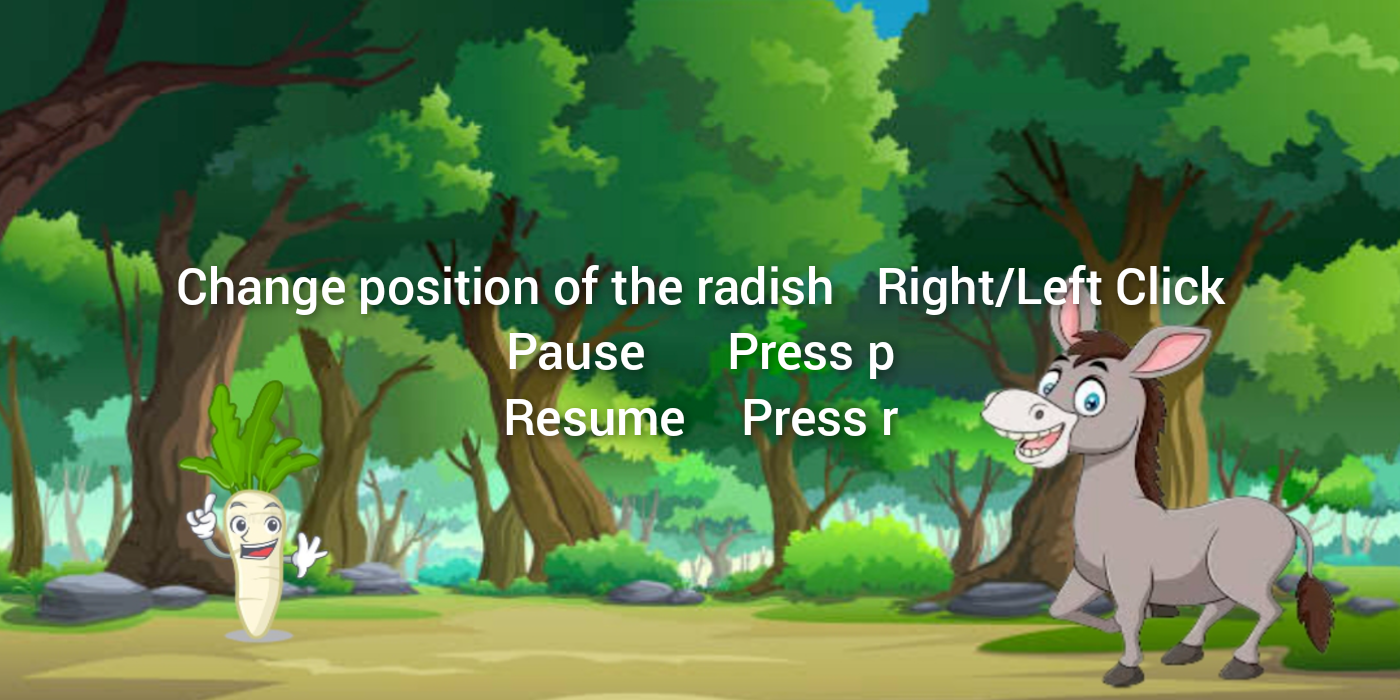 Change position of the radish Right/Left Click
Pause Press p
Resume Press r